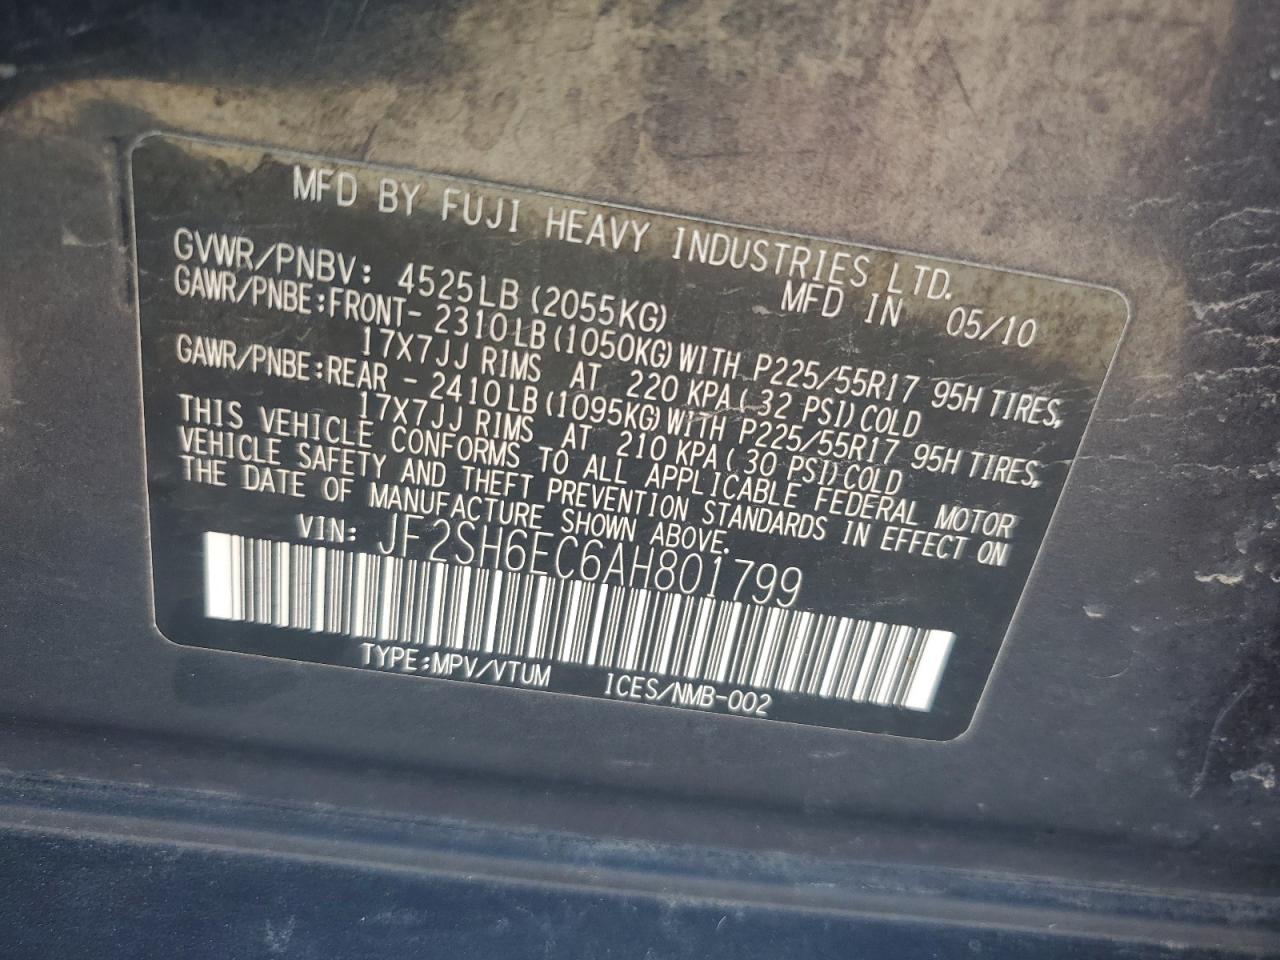 MFD BY FUJI HEAVY INDUSTRIES LTD.
MFD IN 05/10
GVWR/PNBV: 4525LB (2055KG)
GAWR/PNBE:FRONT- 2310LB (1050KG) WITH P225/55R17 95H TIRES,
17X7JJ RIMS AT 220 KPA( 32 PSI) COLD
GAWR/PNBE:REAR - 2410LB (1095KG) WITH P225/55R17 95H TIRES,
17X7JJ RIMS AT 210 KPA( 30 PSI) COLD
THIS VEHICLE CONFORMS TO ALL APPLICABLE FEDERAL MOTOR
VEHICLE SAFETY AND THEFT PREVENTION STANDARDS IN EFFECT ON
THE DATE OF MANUFACTURE SHOWN ABOVE.
VIN: JF2SH6EC6AH801799
TYPE:MPV/VTUM ICES/NMB-002